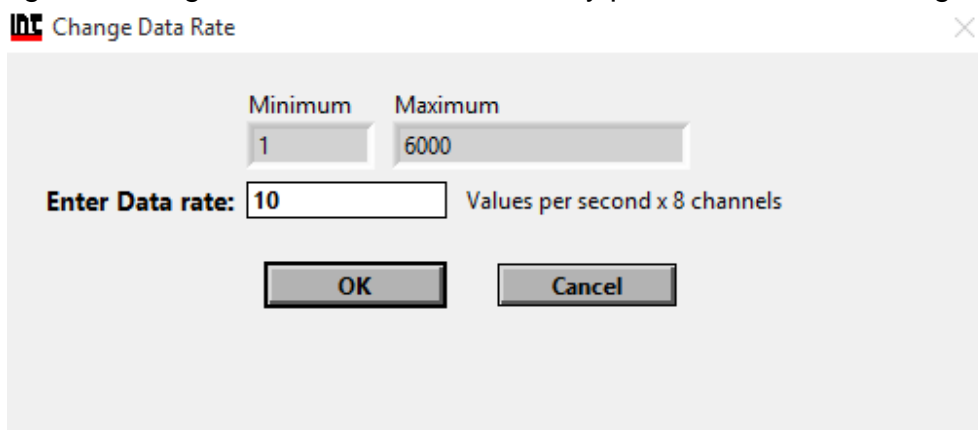 Change Data Rate
Minimum Maximum
1 6000
Enter Data rate: 10 Values per second x 8 channels
OK Cancel